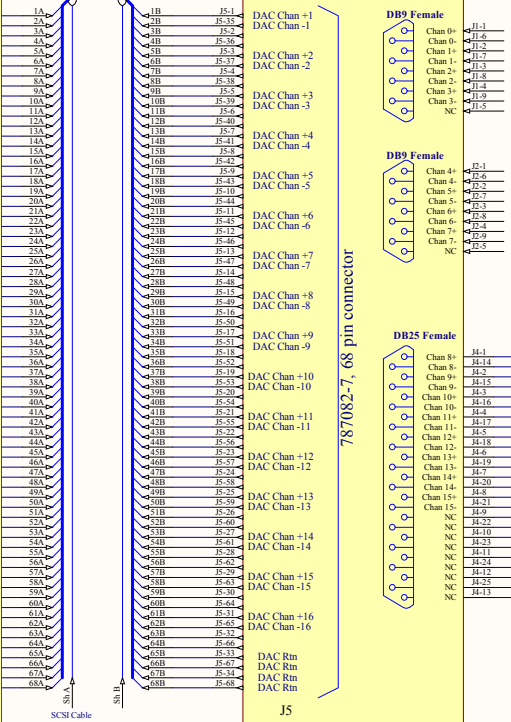 1A
2A
3A
4A
5A
6A
7A
8A
9A
10A
11A
12A
13A
14A
15A
16A
17A
18A
19A
20A
21A
22A
23A
24A
25A
26A
27A
28A
29A
30A
31A
32A
33A
34A
35A
36A
37A
38A
39A
40A
41A
42A
43A
44A
45A
46A
47A
48A
49A
50A
51A
52A
53A
54A
55A
56A
57A
58A
59A
60A
61A
62A
63A
64A
65A
66A
67A
68A
Sh A
SCSI Cable
Sh B
1B J5-1
2B J5-35
3B J5-2
4B J5-36
5B J5-3
6B J5-37
7B J5-4
8B J5-38
9B J5-5
10B J5-39
11B J5-6
12B J5-40
13B J5-7
14B J5-41
15B J5-8
16B J5-42
17B J5-9
18B J5-43
19B J5-10
20B J5-44
21B J5-11
22B J5-45
23B J5-12
24B J5-46
25B J5-13
26B J5-47
27B J5-14
28B J5-48
29B J5-15
30B J5-49
31B J5-16
32B J5-50
33B J5-17
34B J5-51
35B J5-18
36B J5-52
37B J5-19
38B J5-53
39B J5-20
40B J5-54
41B J5-21
42B J5-55
43B J5-22
44B J5-56
45B J5-23
46B J5-57
47B J5-24
48B J5-58
49B J5-25
50B J5-59
51B J5-26
52B J5-60
53B J5-27
54B J5-61
55B J5-28
56B J5-62
57B J5-29
58B J5-63
59B J5-30
60B J5-64
61B J5-31
62B J5-65
63B J5-32
64B J5-66
65B J5-33
66B J5-67
67B J5-34
68B J5-68
DAC Chan +1
DAC Chan -1
DAC Chan +2
DAC Chan -2
DAC Chan +3
DAC Chan -3
DAC Chan +4
DAC Chan -4
DAC Chan +5
DAC Chan -5
DAC Chan +6
DAC Chan -6
DAC Chan +7
DAC Chan -7
DAC Chan +8
DAC Chan -8
DAC Chan +9
DAC Chan -9
DAC Chan +10
DAC Chan -10
DAC Chan +11
DAC Chan -11
DAC Chan +12
DAC Chan -12
DAC Chan +13
DAC Chan -13
DAC Chan +14
DAC Chan -14
DAC Chan +15
DAC Chan -15
DAC Chan +16
DAC Chan -16
DAC Rtn
DAC Rtn
DAC Rtn
DAC Rtn
J5
787082-7, 68 pin connector
DB9 Female
Chan 0+ J1-1
Chan 0- J1-6
Chan 1+ J1-2
Chan 1- J1-7
Chan 2+ J1-3
Chan 2- J1-8
Chan 3+ J1-4
Chan 3- J1-9
NC J1-5
DB9 Female
Chan 4+ J2-1
Chan 4- J2-6
Chan 5+ J2-2
Chan 5- J2-7
Chan 6+ J2-3
Chan 6- J2-8
Chan 7+ J2-4
Chan 7- J2-9
NC J2-5
DB25 Female
Chan 8+ J4-1
Chan 8- J4-14
Chan 9+ J4-2
Chan 9- J4-15
Chan 10+ J4-3
Chan 10- J4-16
Chan 11+ J4-4
Chan 11- J4-17
Chan 12+ J4-5
Chan 12- J4-18
Chan 13+ J4-6
Chan 13- J4-19
Chan 14+ J4-7
Chan 14- J4-20
Chan 15+ J4-8
Chan 15- J4-21
NC J4-9
NC J4-22
NC J4-10
NC J4-23
NC J4-11
NC J4-24
NC J4-12
NC J4-25
NC J4-13